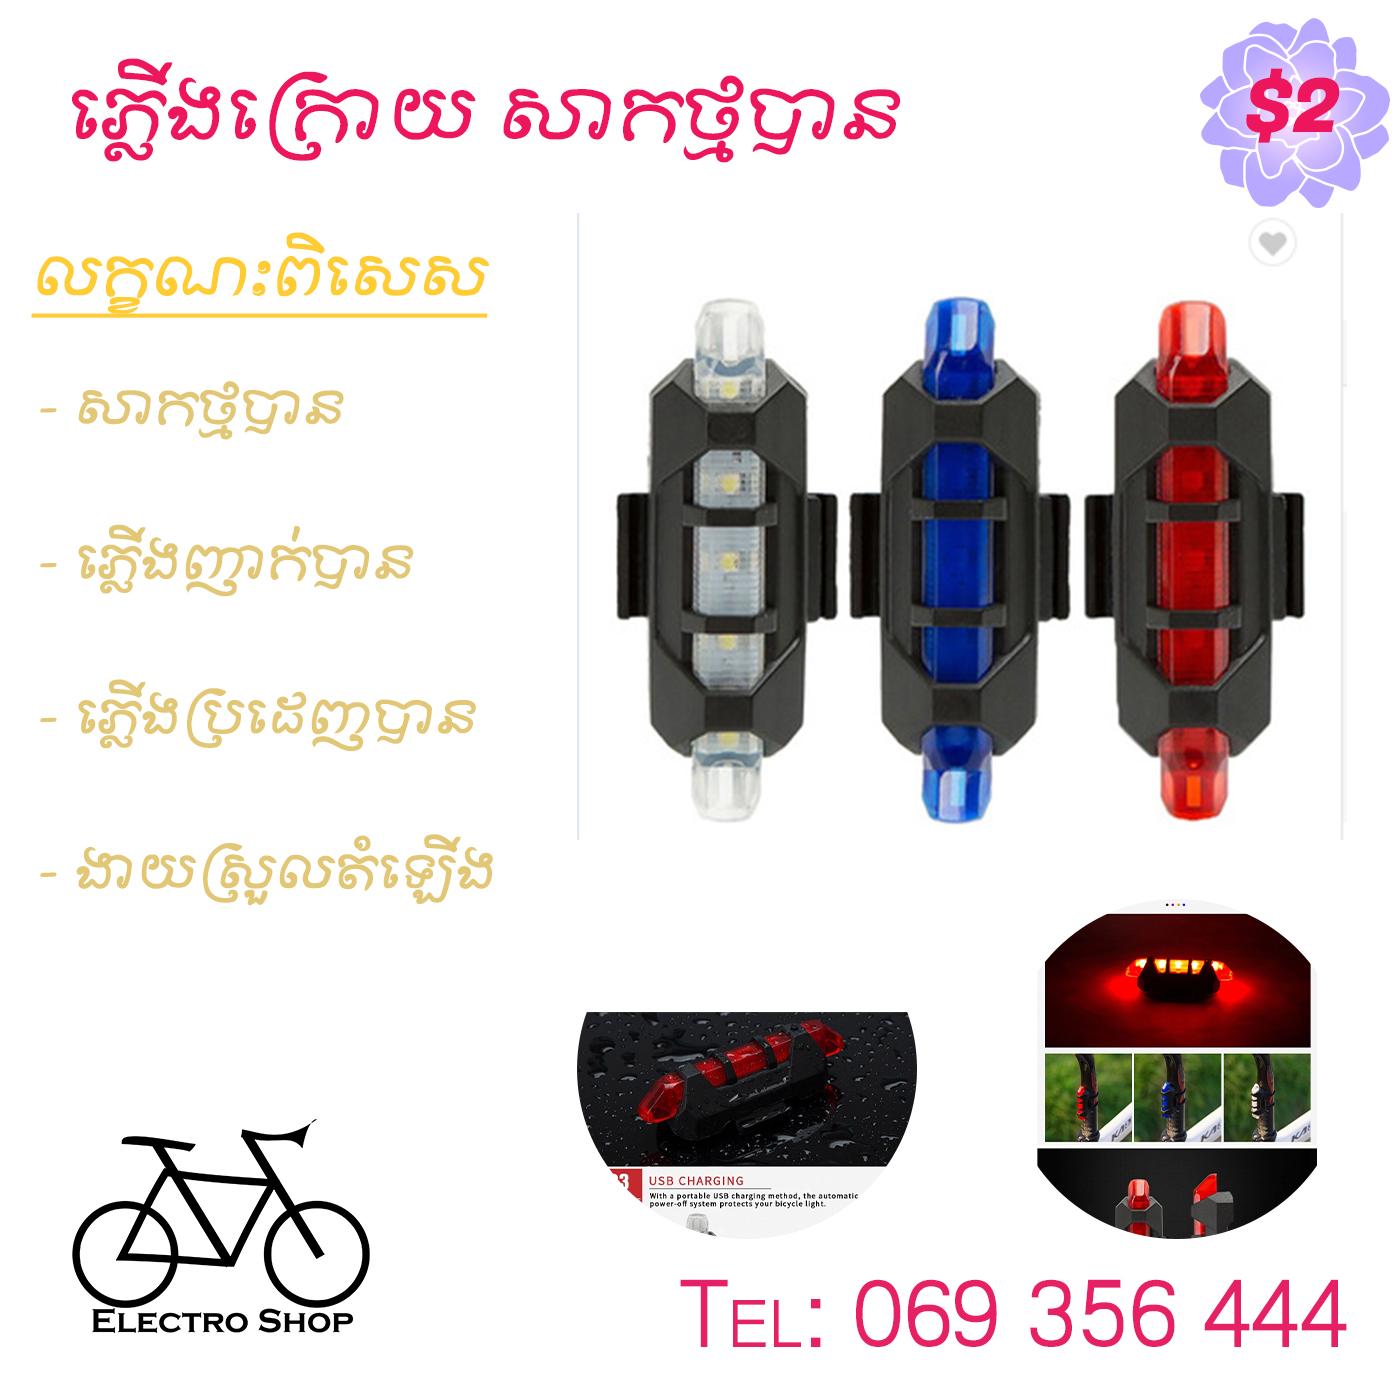 ភ្លើងក្រោយ សាកថ្មបាន
$2
លក្ខណៈពិសេស
- សាកថ្មបាន
- ភ្លើងញាក់បាន
- ភ្លើងប្រដេញបាន
- ងាយស្រួលតំឡើង
USB CHARGING
With a portable USB charging method, the automatic
power-off system protects your bicycle light.
ELECTRO SHOP
TEL: 069 356 444